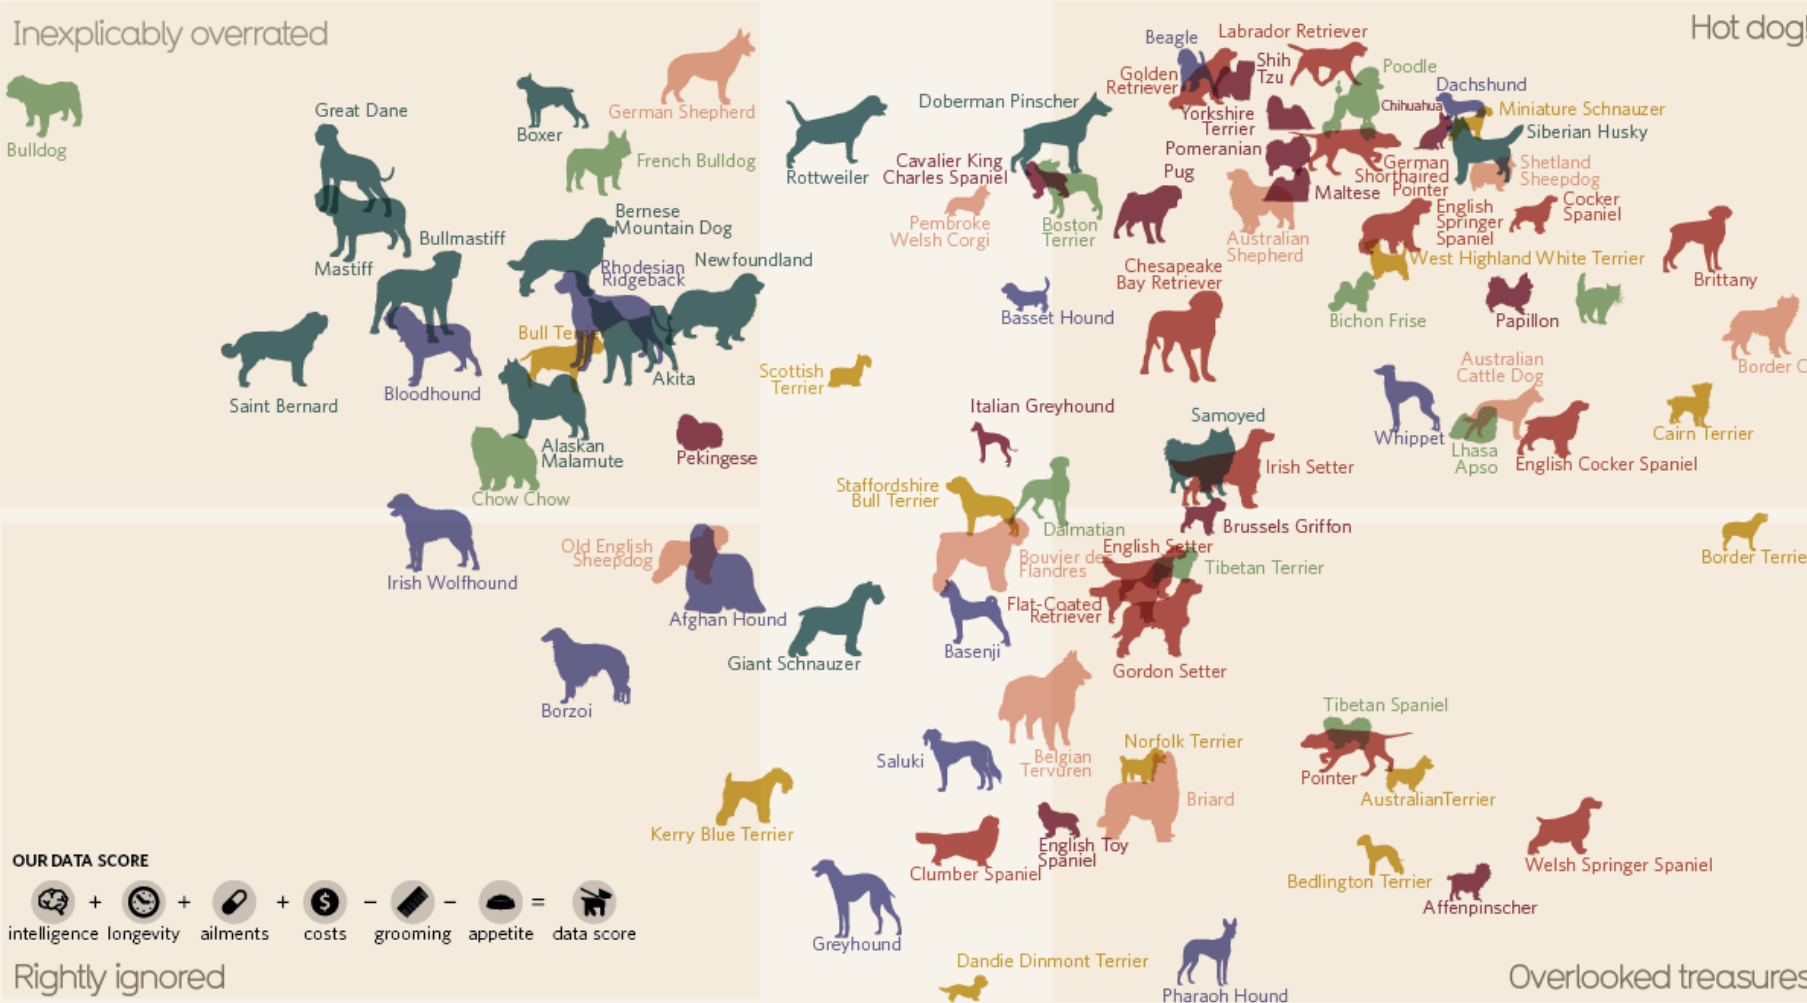 Inexplicably overrated
Hot dog!
Bulldog
Great Dane
Boxer
German Shepherd
French Bulldog
Mastiff
Bullmastiff
Bernese
Mountain Dog
Rhodesian
Ridgeback
Newfoundland
Saint Bernard
Bloodhound
Bull Terrier
Akita
Alaskan
Malamute
Chow Chow
Pekingese
Rottweiler
Doberman Pinscher
Cavalier King
Charles Spaniel
Pembroke
Welsh Corgi
Boston
Terrier
Basset Hound
Scottish
Terrier
Italian Greyhound
Staffordshire
Bull Terrier
Dalmatian
Beagle
Labrador Retriever
Golden
Retriever
Shih
Tzu
Poodle
Yorkshire
Terrier
Chihuahua
Dachshund
Miniature Schnauzer
Siberian Husky
Pomeranian
Pug
Maltese
German
Shorthaired
Pointer
Shetland
Sheepdog
Australian
Shepherd
English
Springer
Spaniel
Cocker
Spaniel
West Highland White Terrier
Brittany
Chesapeake
Bay Retriever
Bichon Frise
Papillon
Border C
Australian
Cattle Dog
Whippet
Lhasa
Apso
English Cocker Spaniel
Cairn Terrier
Samoyed
Irish Setter
Brussels Griffon
Border Terrie
Irish Wolfhound
Old English
Sheepdog
Afghan Hound
Borzoi
Giant Schnauzer
Bouvier des
Flandres
Basenji
English Setter
Tibetan Terrier
Flat-Coated
Retriever
Gordon Setter
Belgian
Tervuren
Saluki
Norfolk Terrier
Briard
Tibetan Spaniel
Pointer
AustralianTerrier
Kerry Blue Terrier
Clumber Spaniel
English Toy
Spaniel
Welsh Springer Spaniel
Bedlington Terrier
Affenpinscher
Greyhound
Dandie Dinmont Terrier
Pharaoh Hound
OUR DATA SCORE
+ + + $ − − =
intelligence longevity ailments costs grooming appetite data score
Rightly ignored
Overlooked treasures